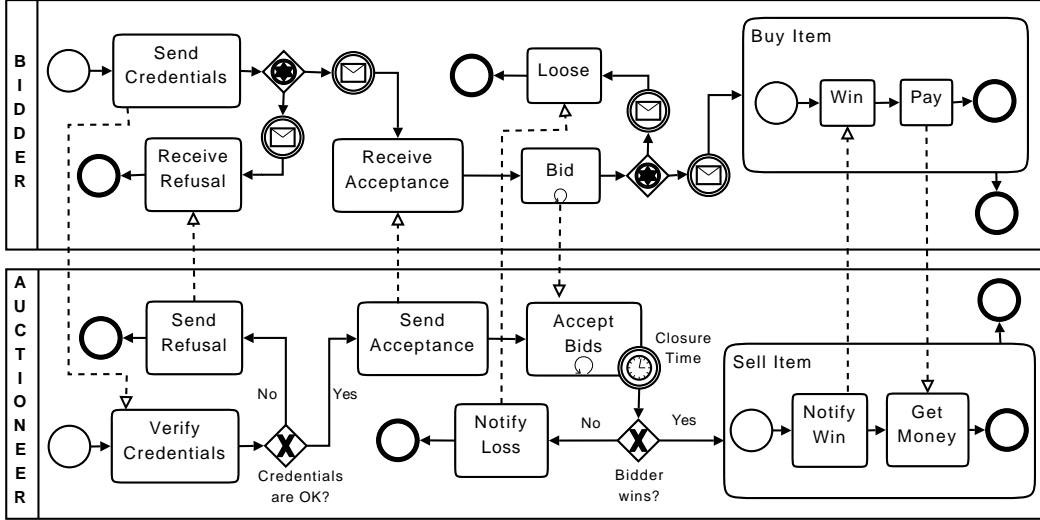 BIDDER
Send
Credentials
Receive
Refusal
Receive
Acceptance
Loose
Bid
Buy Item
Win
Pay
AUCTIONEER
Send
Refusal
Send
Acceptance
Accept
Bids
Closure
Time
Verify
Credentials
No
Yes
Credentials
are OK?
Notify
Loss
No
Yes
Bidder
wins?
Sell Item
Notify
Win
Get
Money